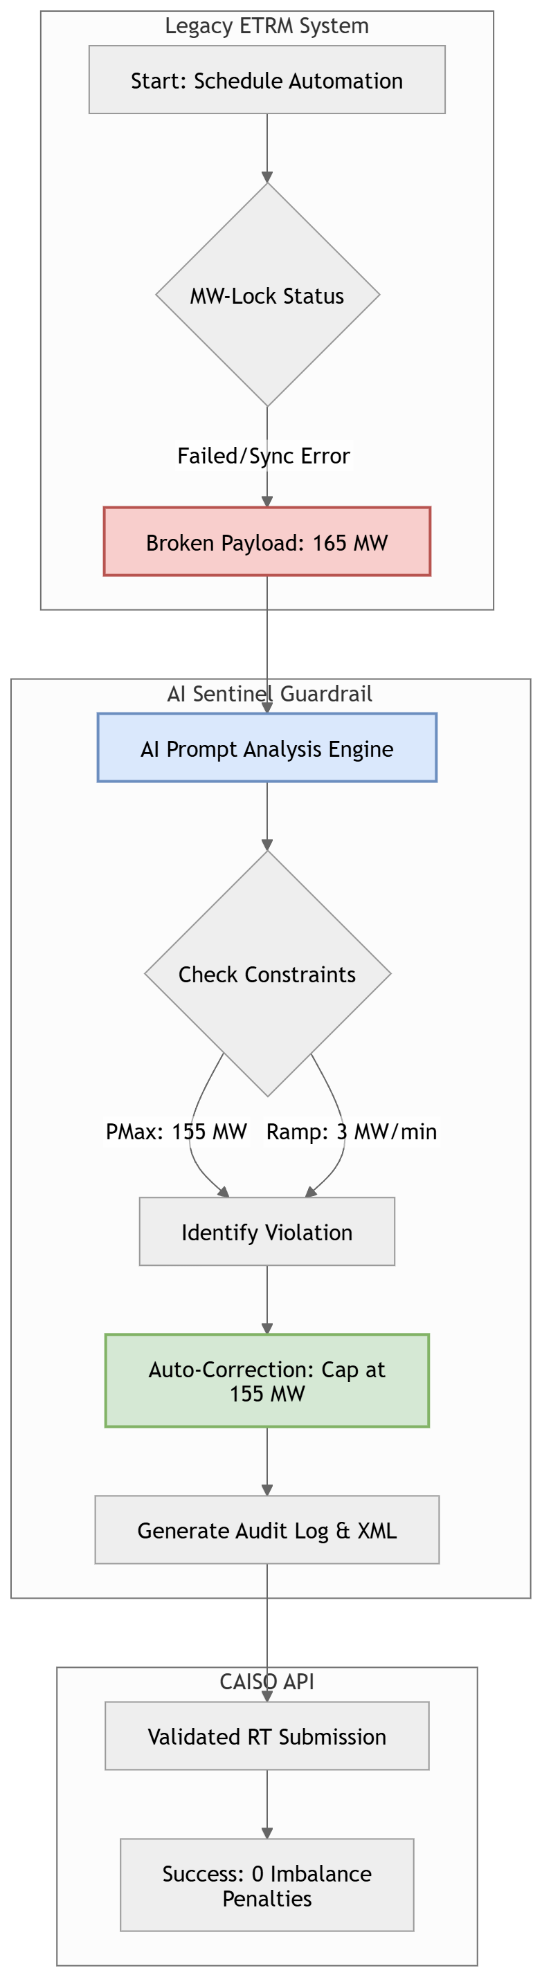 Legacy ETRM System
Start: Schedule Automation
MW-Lock Status
Failed/Sync Error
Broken Payload: 165 MW
AI Sentinel Guardrail
AI Prompt Analysis Engine
Check Constraints
PMax: 155 MW
Ramp: 3 MW/min
Identify Violation
Auto-Correction: Cap at
155 MW
Generate Audit Log & XML
CAISO API
Validated RT Submission
Success: 0 Imbalance
Penalties